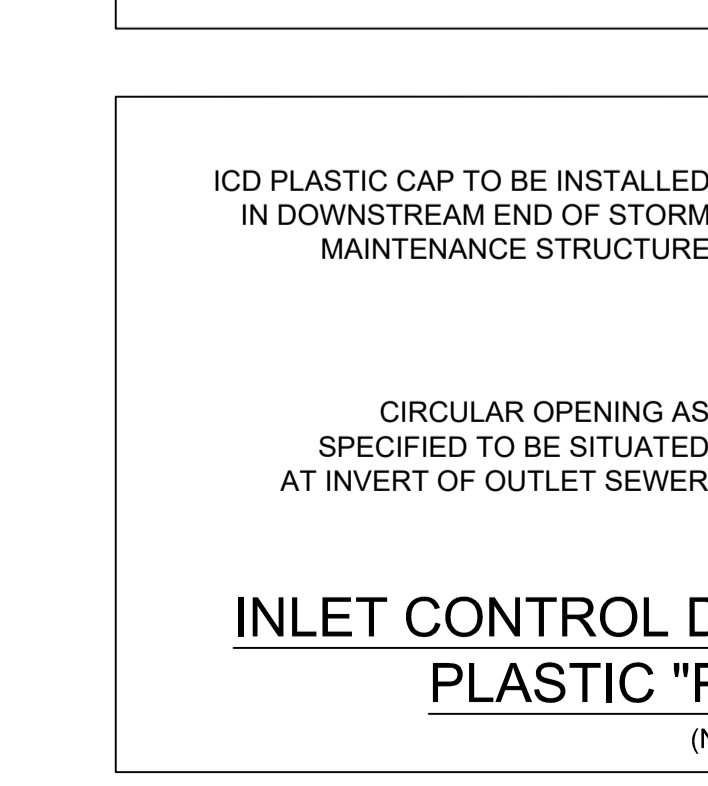 ICD PLASTIC CAP TO BE INSTALLED
IN DOWNSTREAM END OF STORM
MAINTENANCE STRUCTURE
CIRCULAR OPENING AS
SPECIFIED TO BE SITUATED
AT INVERT OF OUTLET SEWER
INLET CONTROL
PLASTIC